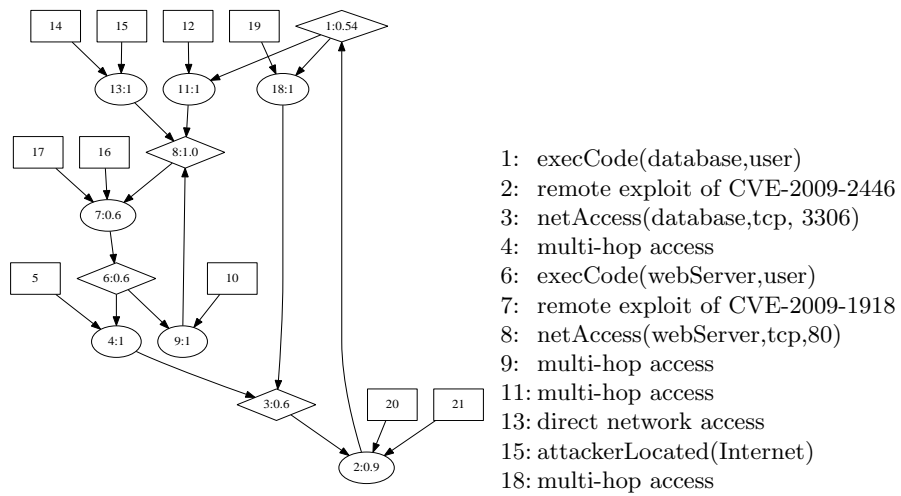 14
15
12
19
1:0.54
13:1
11:1
18:1
17
16
8:1.0
7:0.6
5
6:0.6
10
4:1
9:1
3:0.6
20
21
2:0.9
1: execCode(database,user)
2: remote exploit of CVE-2009-2446
3: netAccess(database,tcp, 3306)
4: multi-hop access
6: execCode(webServer,user)
7: remote exploit of CVE-2009-1918
8: netAccess(webServer,tcp,80)
9: multi-hop access
11: multi-hop access
13: direct network access
15: attackerLocated(Internet)
18: multi-hop access